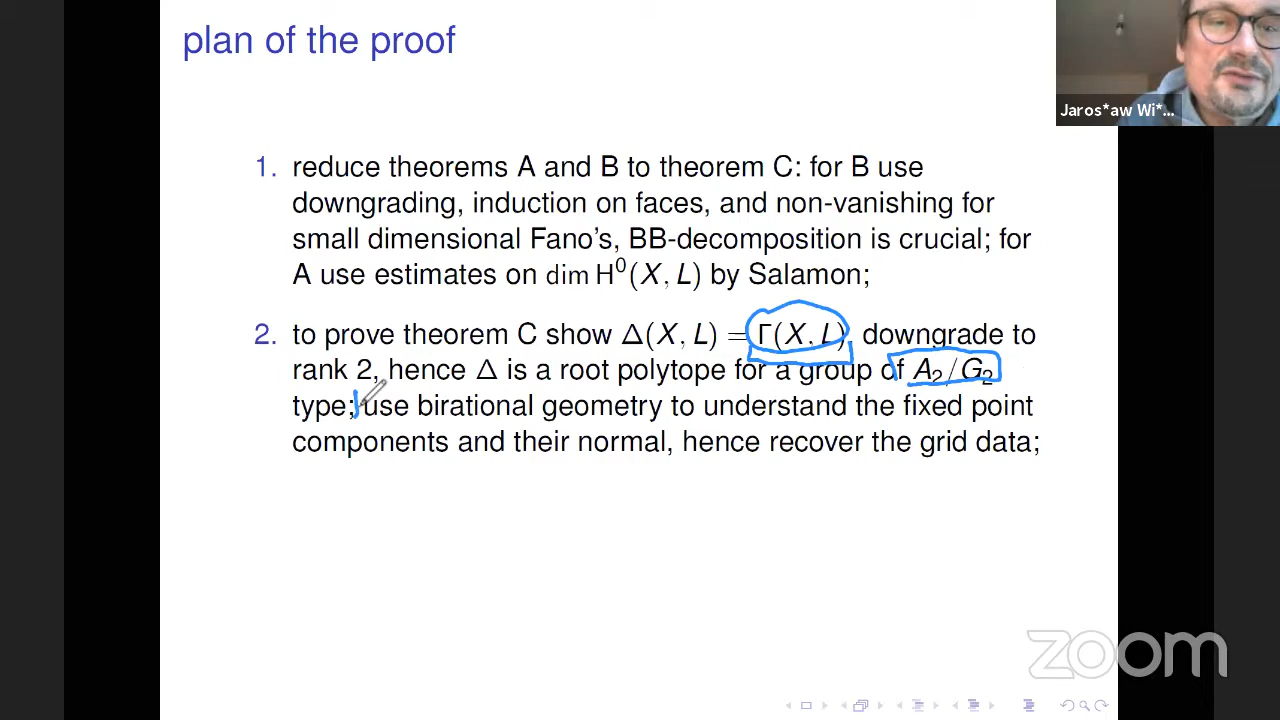 plan of the proof
Jaros*aw Wi*...
1. reduce theorems A and B to theorem C: for B use
downgrading, induction on faces, and non-vanishing for
small dimensional Fano's, BB-decomposition is crucial; for
A use estimates on dim H⁰(X, L) by Salamon;
2. to prove theorem C show Δ(X, L) = Γ(X, L), downgrade to
rank 2, hence Δ is a root polytope for a group of A₂/G₂
type; use birational geometry to understand the fixed point
components and their normal, hence recover the grid data;
zoom